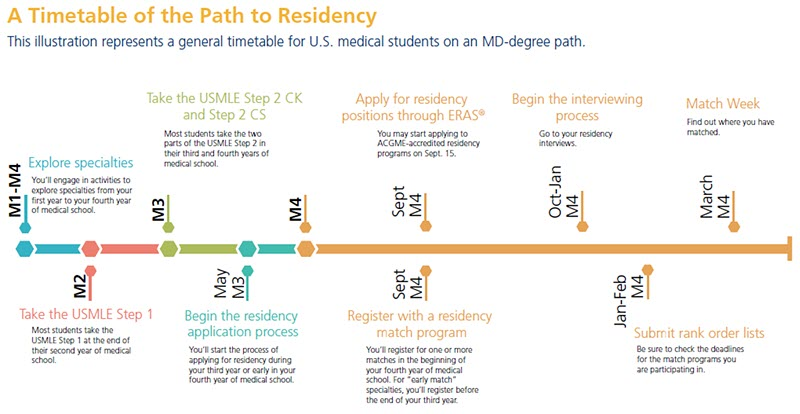 A Timetable of the Path to Residency
This illustration represents a general timetable for U.S. medical students on an MD-degree path.
M1-M4
Explore specialties
You'll engage in activities to
explore specialties from your
first year to your fourth year
of medical school.
M2
Take the USMLE Step 1
Most students take the
USMLE Step 1 at the end of
their second year of medical
school.
M3
Take the USMLE Step 2 CK
and Step 2 CS
Most students take the two
parts of the USMLE Step 2 in
their third and fourth years of
medical school.
May
M3
Begin the residency
application process
You'll start the process of
applying for residency during
your third year or early in your
fourth year of medical school.
M4
Sept
M4
Apply for residency
positions through ERAS®
You may start applying to
ACGME-accredited residency
programs on Sept. 15.
Sept
M4
Register with a residency
match program
You'll register for one or more
matches in the beginning of
your fourth year of medical
school. For "early match"
specialties, you'll register before
the end of your third year.
Oct-Jan
M4
Begin the interviewing
process
Go to your residency
interviews.
Jan-Feb
M4
Submit rank order lists
Be sure to check the deadlines
for the match programs you
are participating in.
March
M4
Match Week
Find out where you have
matched.